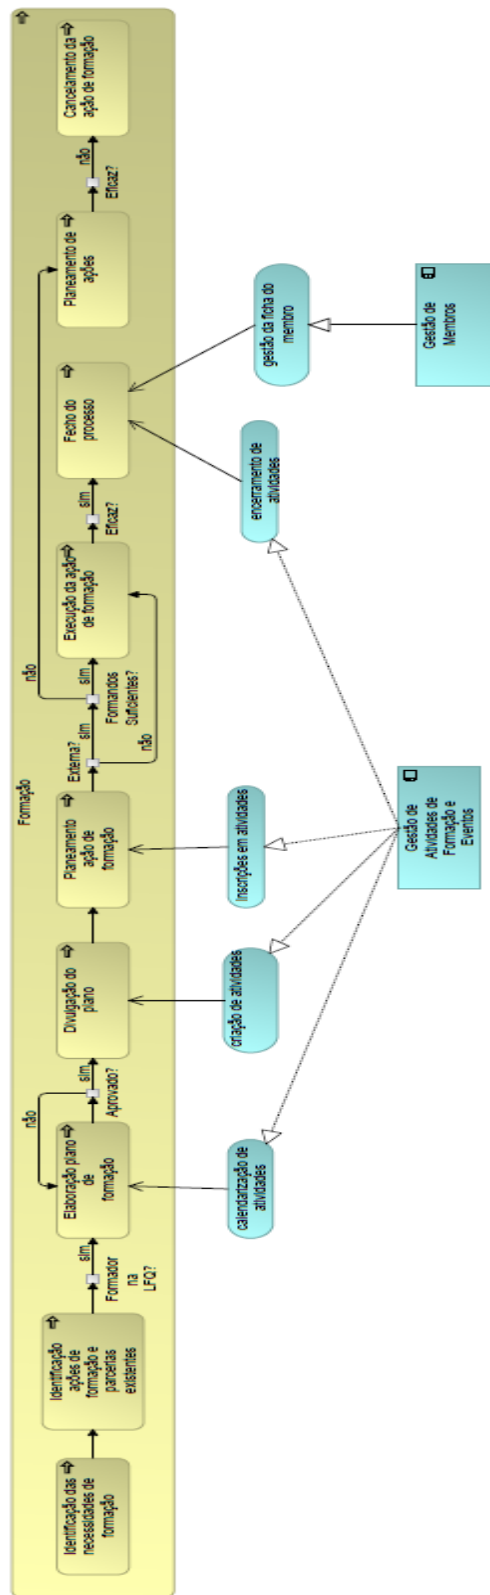 Formação
Identificação das
necessidades de
formação
Identificação
ações de
formação e
parcerias
existentes
Formador
na
LFQ?
sim
Elaboração plano
de
formação
Aprovado?
não
sim
Divulgação do
plano
Planeamento
ação de
formação
Externa?
sim
não
Formandos
Suficientes?
sim
não
Execução da ação
de formação
Eficaz?
sim
Fecho do
processo
Planeamento de
ações
Eficaz?
não
Cancelamento da
ação de formação
calendarização de
atividades
criação de atividades
Inscrições em atividades
encerramento de
atividades
gestão da ficha do
membro
Gestão de
Atividades de
Formação e
Eventos
Gestão de
Membros